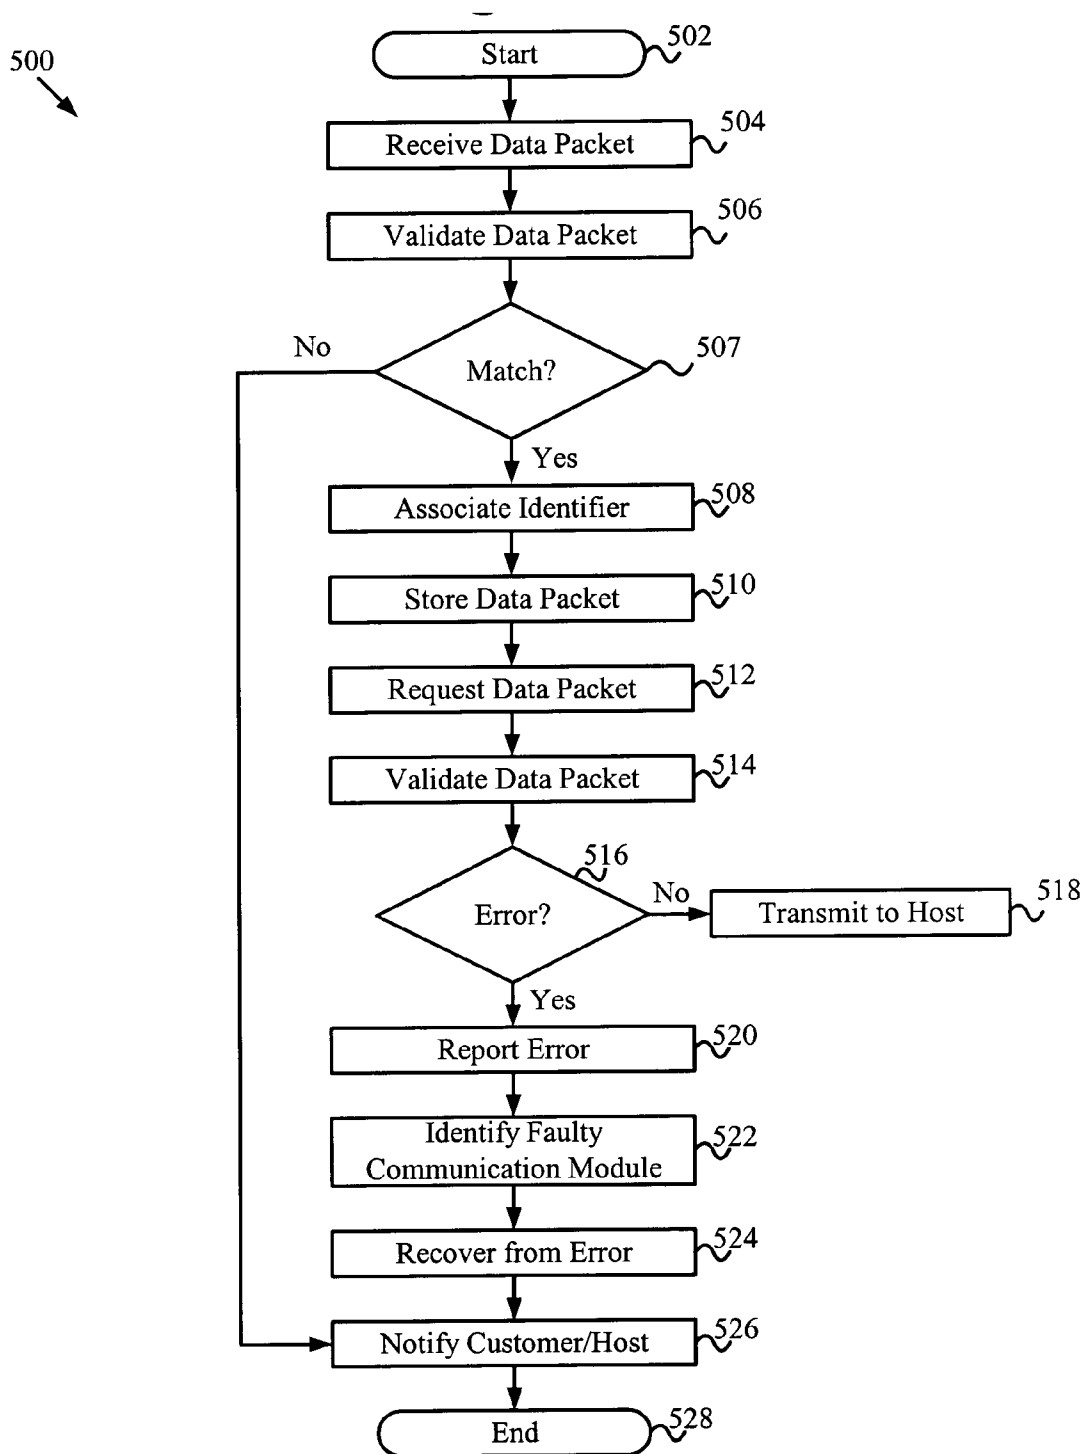 500
Start
502
Receive Data Packet
504
Validate Data Packet
506
Match?
507
No
Yes
Associate Identifier
508
Store Data Packet
510
Request Data Packet
512
Validate Data Packet
514
Error?
516
No
Transmit to Host
518
Yes
Report Error
520
Identify Faulty
Communication Module
522
Recover from Error
524
Notify Customer/Host
526
End
528